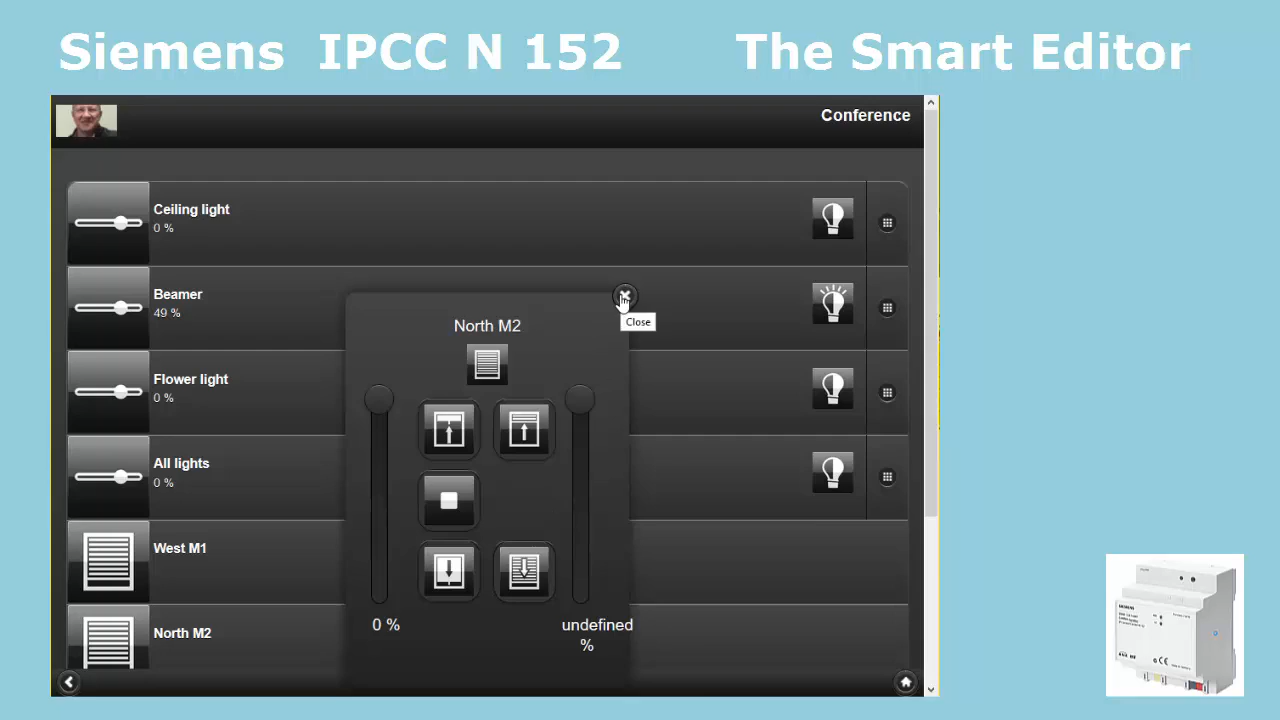 Siemens IPCC N 152 The Smart Editor
Conference
Ceiling light
0 %
Beamer
49 %
Close
North M2
Flower light
0 %
All lights
0 %
West M1
0 %
undefined
%
North M2
SIEMENS